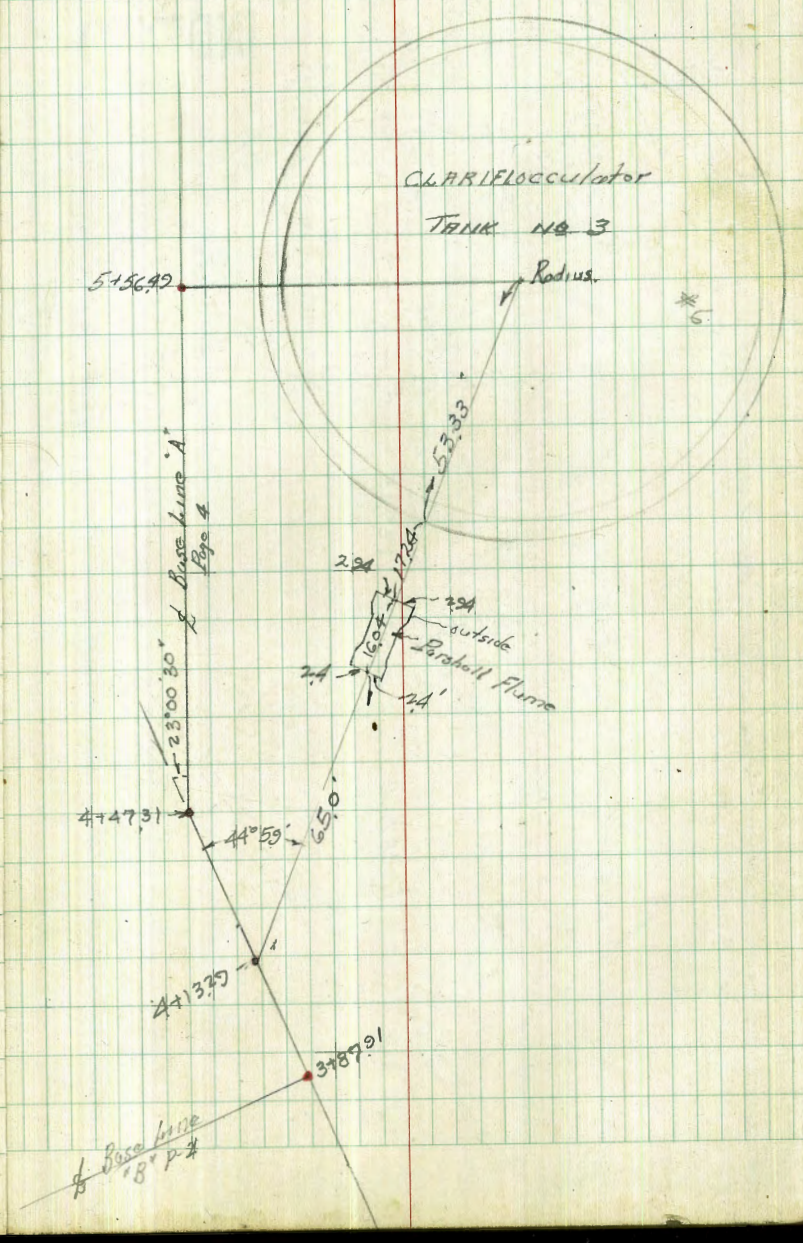 CLARIFLOCCulator
TANK NO 3
Radius.
#6
5+56.49
53.33
℄ Base Line "A"
Page 4
17.24
2.94
2.94
16.04
outside
Parshall Flume
2.4
2.4'
23°00'30"
4+47.31
44°59'
65.0'
4+13.29
3+87.91
℄ Base Line
"B" p-4